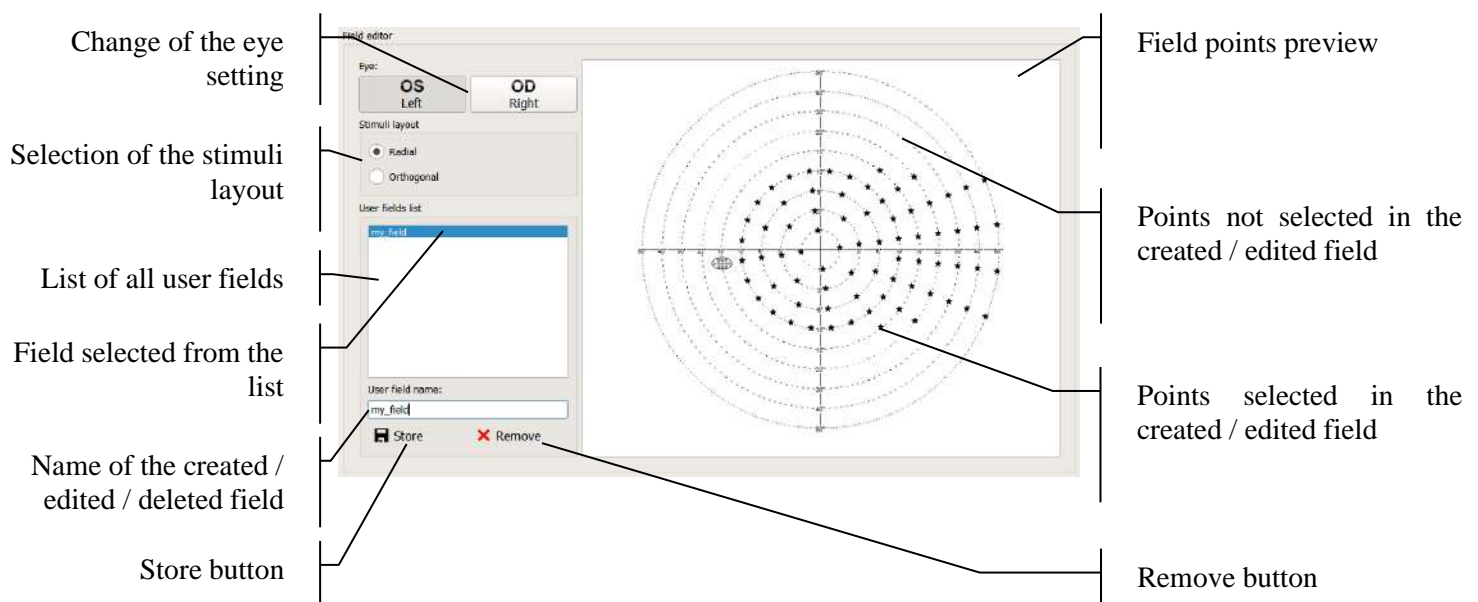 Change of the eye
setting
Selection of the stimuli
layout
List of all user fields
Field selected from the
list
Name of the created /
edited / deleted field
Store button
Field editor
Eye:
OS
Left
OD
Right
Stimuli layout
Radial
Orthogonal
User fields list
my_field
User field name:
my_field
Store
Remove
Field points preview
Points not selected in the
created / edited field
Points selected in the
created / edited field
Remove button